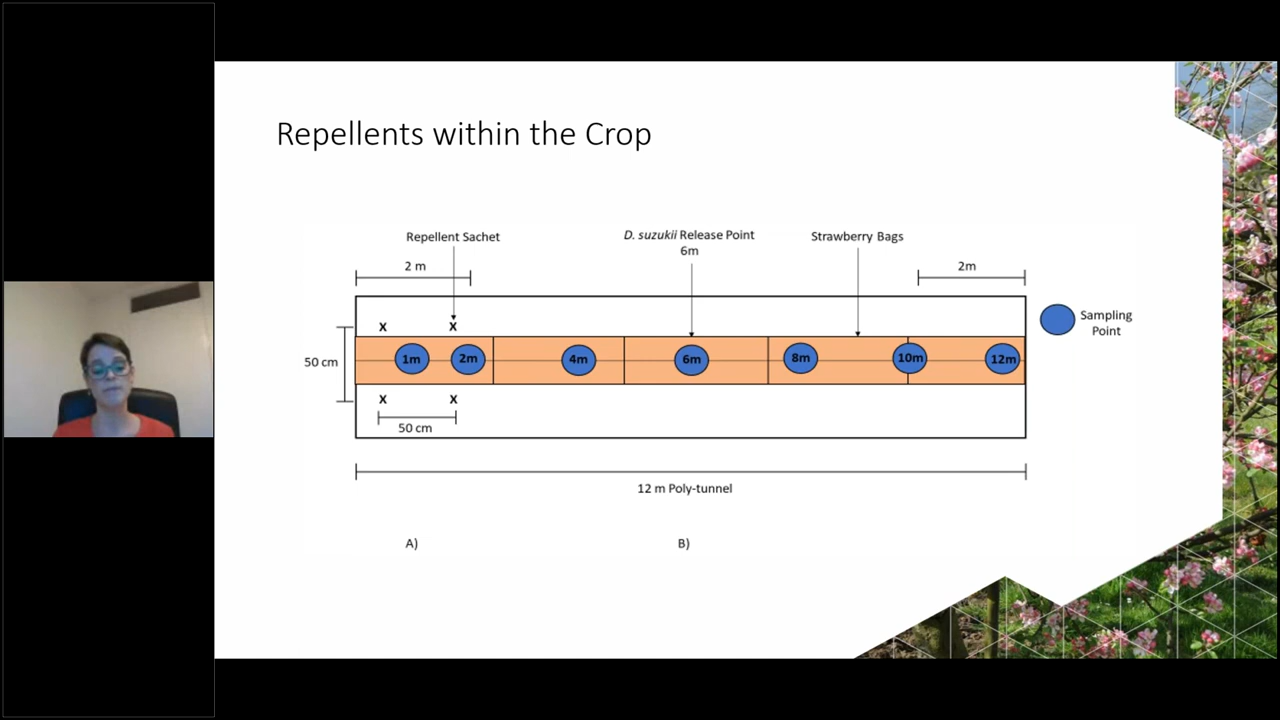 Repellents within the Crop
Repellent Sachet
D. suzukii Release Point
6m
Strawberry Bags
2 m
2m
x x
Sampling
Point
50 cm
1m 2m 4m 6m 8m 10m 12m
x x
50 cm
12 m Poly-tunnel
A) B)